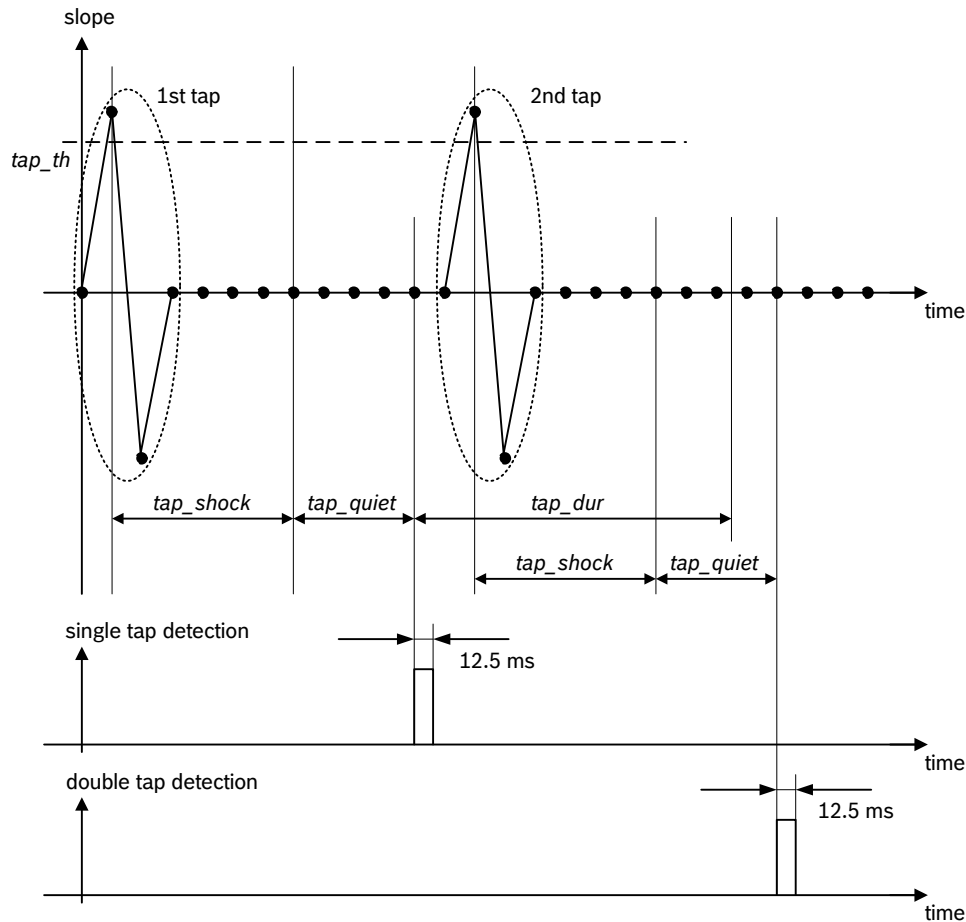 slope
1st tap
2nd tap
tap_th
time
tap_shock
tap_quiet
tap_dur
tap_shock
tap_quiet
single tap detection
12.5 ms
time
double tap detection
12.5 ms
time